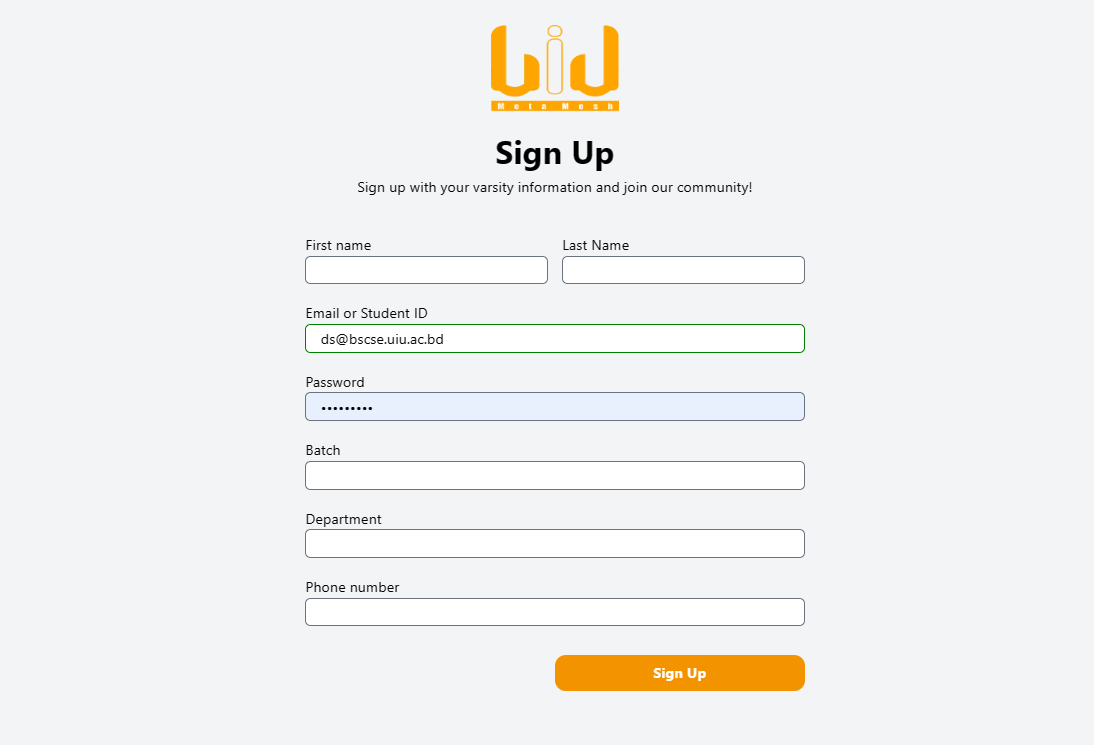 UIU
Meta Mesh
Sign Up
Sign up with your varsity information and join our community!
First name Last Name
Email or Student ID
ds@bscse.uiu.ac.bd
Password
•••••••••
Batch
Department
Phone number
Sign Up